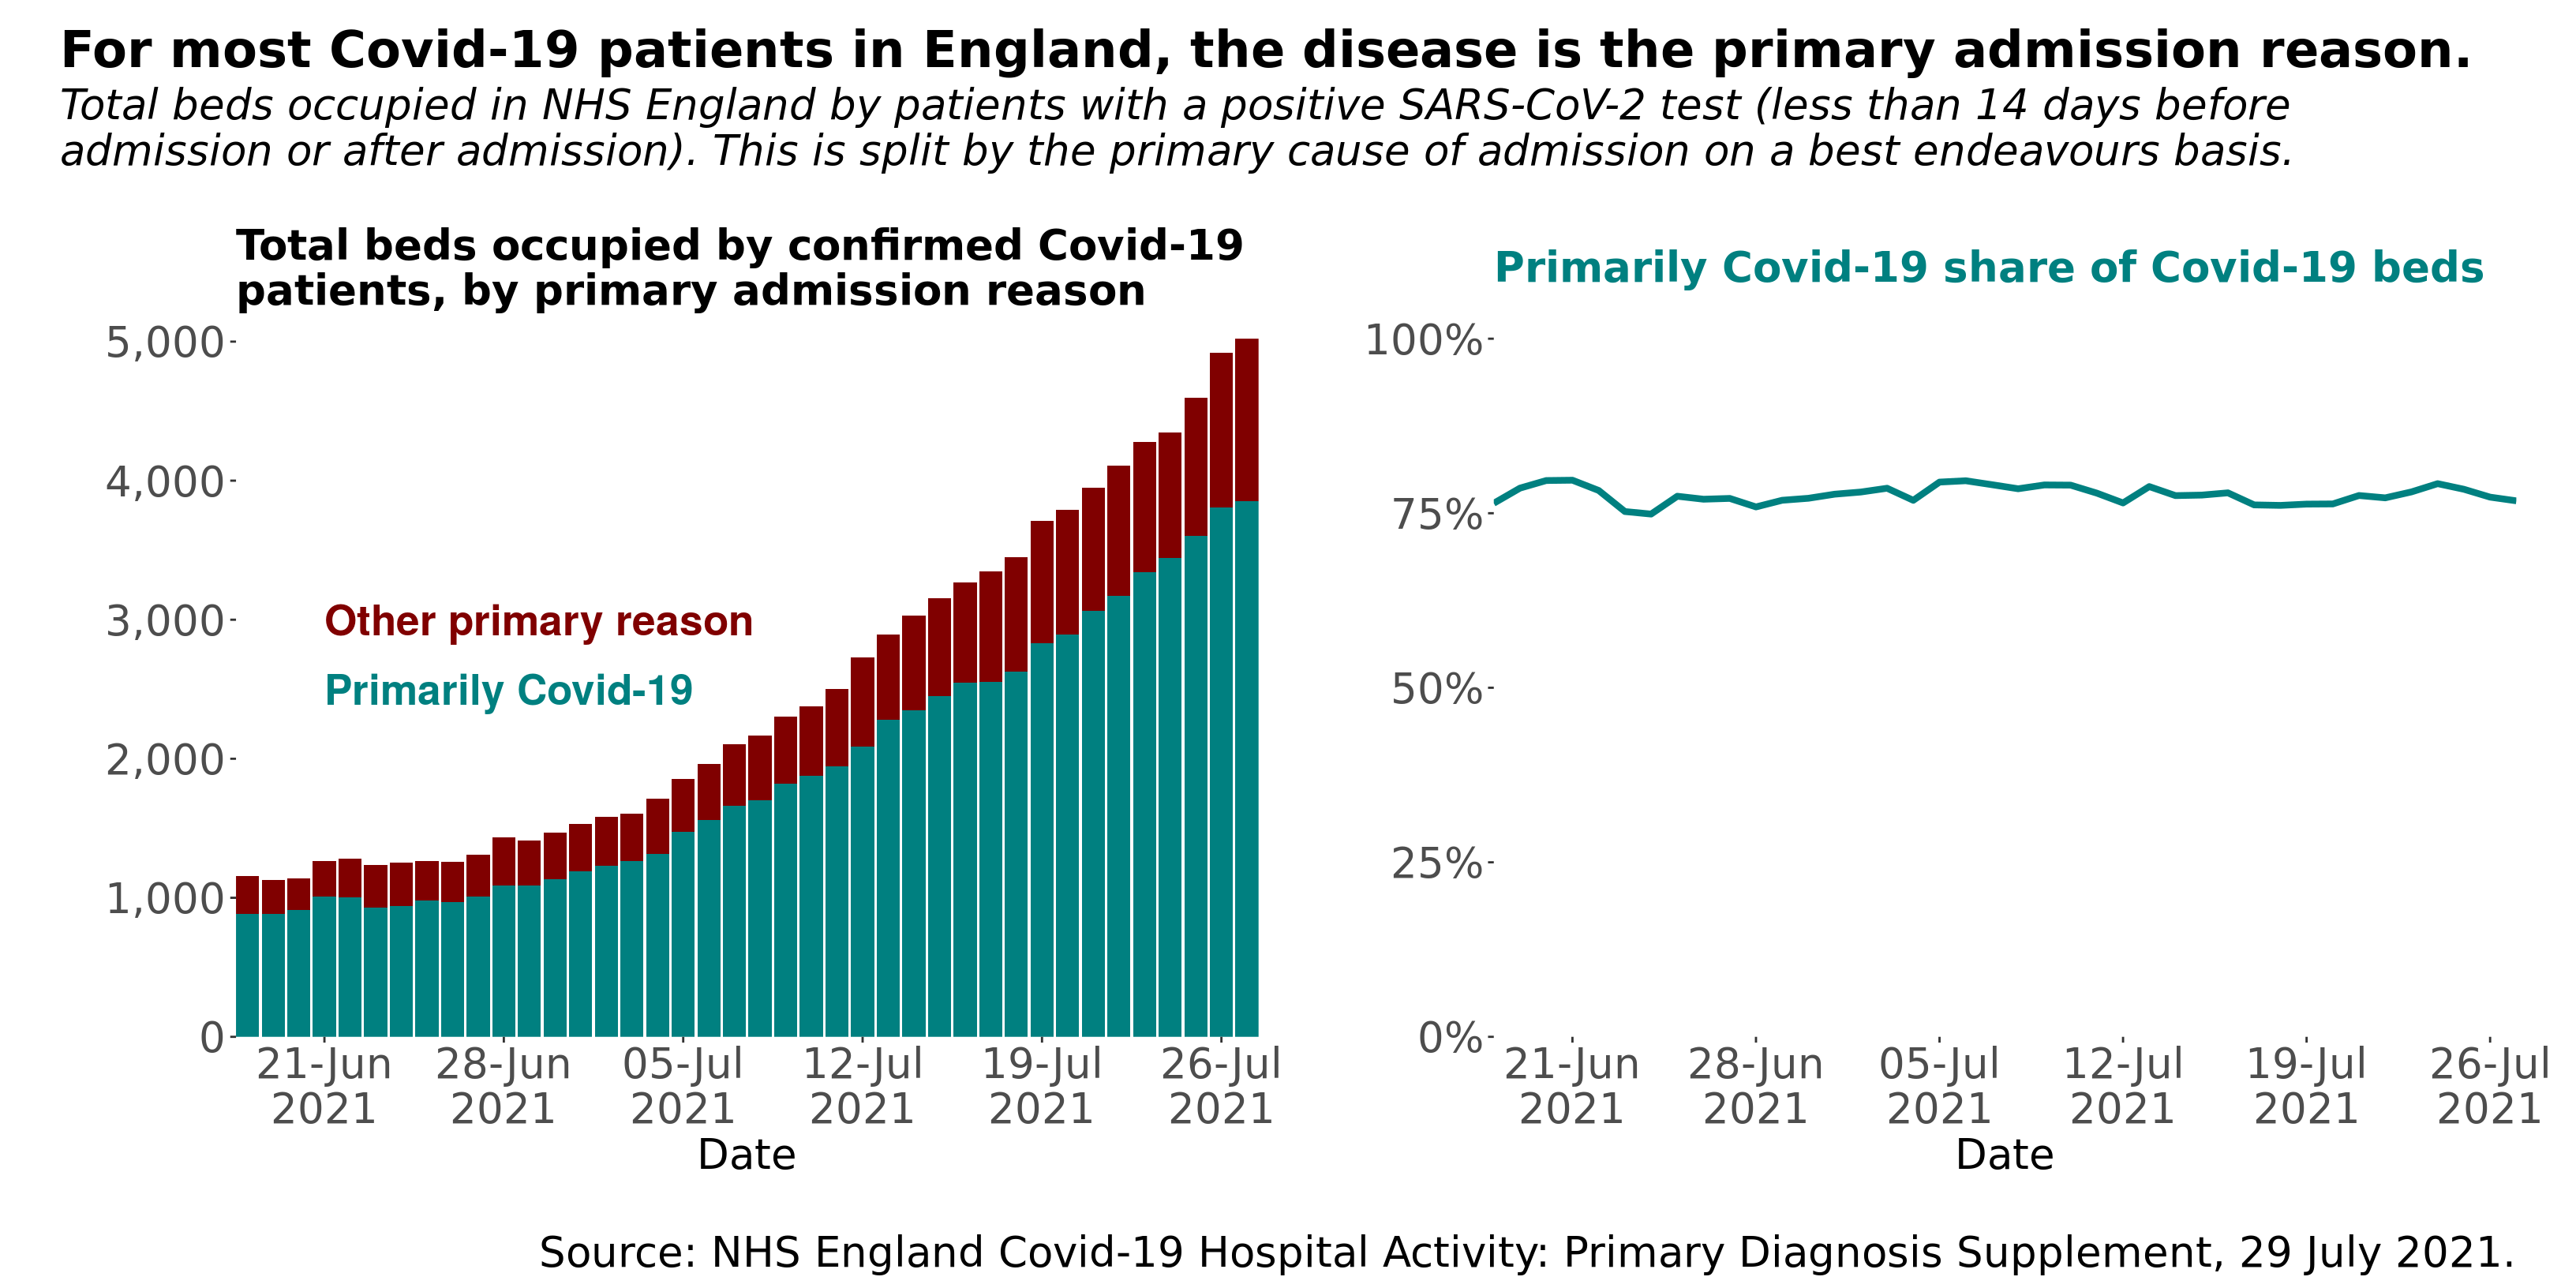 For most Covid-19 patients in England, the disease is the primary admission reason.
Total beds occupied in NHS England by patients with a positive SARS-CoV-2 test (less than 14 days before
admission or after admission). This is split by the primary cause of admission on a best endeavours basis.
Total beds occupied by confirmed Covid-19
patients, by primary admission reason
5,000
4,000
3,000
2,000
1,000
0
Other primary reason
Primarily Covid-19
21-Jun 28-Jun 05-Jul 12-Jul 19-Jul 26-Jul
2021 2021 2021 2021 2021 2021
Date
Primarily Covid-19 share of Covid-19 beds
100%
75%
50%
25%
0%
21-Jun 28-Jun 05-Jul 12-Jul 19-Jul 26-Jul
2021 2021 2021 2021 2021 2021
Date
Source: NHS England Covid-19 Hospital Activity: Primary Diagnosis Supplement, 29 July 2021.